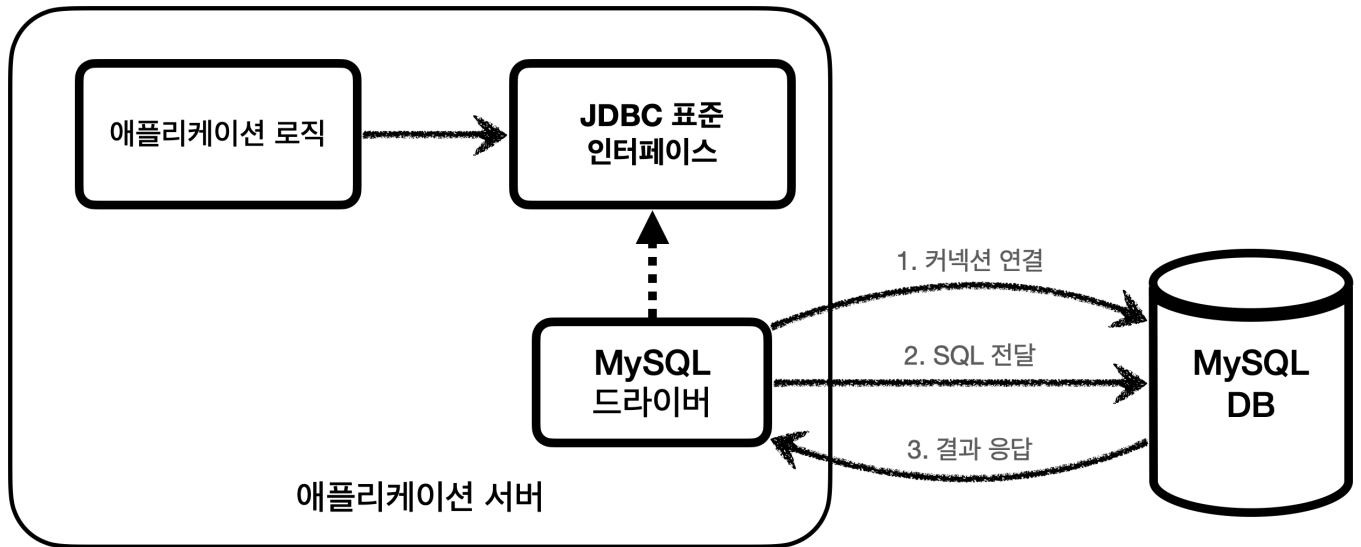 애플리케이션 로직
JDBC 표준
인터페이스
1. 커넥션 연결
MySQL
드라이버
2. SQL 전달
MySQL
DB
3. 결과 응답
애플리케이션 서버